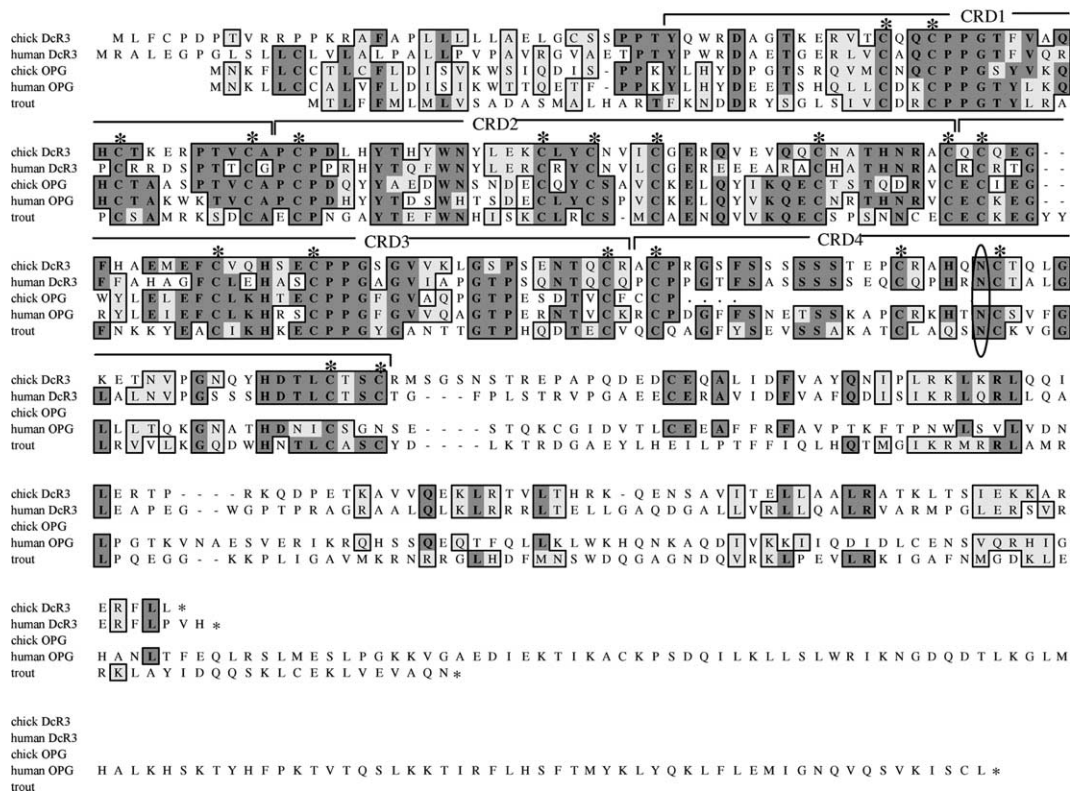 CRD1
* *
chick DcR3 M L F C P D P T V R R P P K R A F A P L L L L L A E L G C S S P P T Y Q W R D A G T K E R V T C Q Q C P P G T F V A Q
human DcR3 M R A L E G P G L S L L C L V L A L P A L L P V P A V R G V A E T P T Y P W R D A E T G E R L V C A Q C P P G T F V Q R
chick OPG M N K F L C C T L C F L D I S V K W S I Q D I S - P P K Y L H Y D P G T S R Q V M C N Q C P P G S Y V K Q
human OPG M N K L L C C A L V F L D I S I K W T T Q E T F - P P K Y L H Y D E E T S H Q L L C D K C P P G T Y L K Q
trout M T L F F M L M L V S A D A S M A L H A R T F K N D D R Y S G L S I V C D K C P P G T Y L R A
CRD2
* * * * * * * * *
chick DcR3 H C T K E R P T V C A P C P D L H Y T H Y W N Y L E K C L Y C N V I C G E R Q V E V Q Q C N A T H N R A C Q C Q E G - -
human DcR3 P C R R D S P T T C G P C P P R H Y T Q F W N Y L E R C R Y C N V L C G E R E E E A R A C H A T H N R A C R C R T G - -
chick OPG H C T A A S P T V C A P C P D Q Y Y A E D W N S N D E C Q Y C S A V C K E L Q Y I K Q E C T S T Q D R V C E C I E G - -
human OPG H C T A K W K T V C A P C P D H Y Y T D S W H T S D E C L Y C S P V C K E L Q Y V K Q E C N R T H N R V C E C K E G - -
trout P C S A M R K S D C A E C P N G A Y T E F W N H I S K C L R C S - M C A E N Q V V K Q E C S P S N N C E C E C K E G Y Y
CRD3 CRD4
* * * * * *
chick DcR3 F H A E M E F C V Q H S E C P P G S G V V K L G S P S E N T Q C R A C P R G S F S S S S S S T E P C R A H Q N C T Q L G
human DcR3 F F A H A G F C L E H A S C P P G A G V I A P G T P S Q N T Q C Q P C P P G T F S A S S S S S E Q C Q P H R N C T A L G
chick OPG W Y L E L E F C L K H T E C P P G F G V A Q P G T P E S D T V C F C C P . . . .
human OPG R Y L E I E F C L K H R S C P P G F G V V Q A G T P E R N T V C K R C P D G F F S N E T S S K A P C R K H T N C S V F G
trout F N K K Y E A C I K H K E C P P G Y G A N T T G T P H Q D T E C V Q C Q A G F Y S E V S S A K A T C L A Q S N C K V G G
* *
chick DcR3 K E T N V P G N Q Y H D T L C T S C R M S G S N S T R E P A P Q D E D C E Q A L I D F V A Y Q N I P L R K L K R L Q Q I
human DcR3 L A L N V P G S S S H D T L C T S C T G - - - F P L S T R V P G A E E C E R A V I D F V A F Q D I S I K R L Q R L L Q A
chick OPG
human OPG L L L T Q K G N A T H D N I C S G N S E - - - - S T Q K C G I D V T L C E E A F F R F A V P T K F T P N W L S V L V D N
trout L R V V L K G Q D W H N T L C A S C Y D - - - - L K T R D G A E Y L H E I L P T F F I Q L H Q T M G I K R M R R L A M R
chick DcR3 L E R T P - - - - R K Q D P E T K A V V Q E K L R T V L T H R K - Q E N S A V I T E L L A A L R A T K L T S I E K K A R
human DcR3 L E A P E G - - W G P T P R A G R A A L Q L K L R R R L T E L L G A Q D G A L L V R L L Q A L R V A R M P G L E R S V R
chick OPG
human OPG L P G T K V N A E S V E R I K R Q H S S Q E Q T F Q L L K L W K H Q N K A Q D I V K K I I Q D I D L C E N S V Q R H I G
trout L P Q E G G - - K K P L I G A V M K R N R R G L H D F M N S W D Q G A G N D Q V R K L P E V L R K I G A F N M G D K L E
chick DcR3 E R F L L *
human DcR3 E R F L P V H *
chick OPG
human OPG H A N L T F E Q L R S L M E S L P G K K V G A E D I E K T I K A C K P S D Q I L K L L S L W R I K N G D Q D T L K G L M
trout R K L A Y I D Q Q S K L C E K L V E V A Q N *
chick DcR3
human DcR3
chick OPG
human OPG H A L K H S K T Y H F P K T V T Q S L K K T I R F L H S F T M Y K L Y Q K L F L E M I G N Q V Q S V K I S C L *
trout